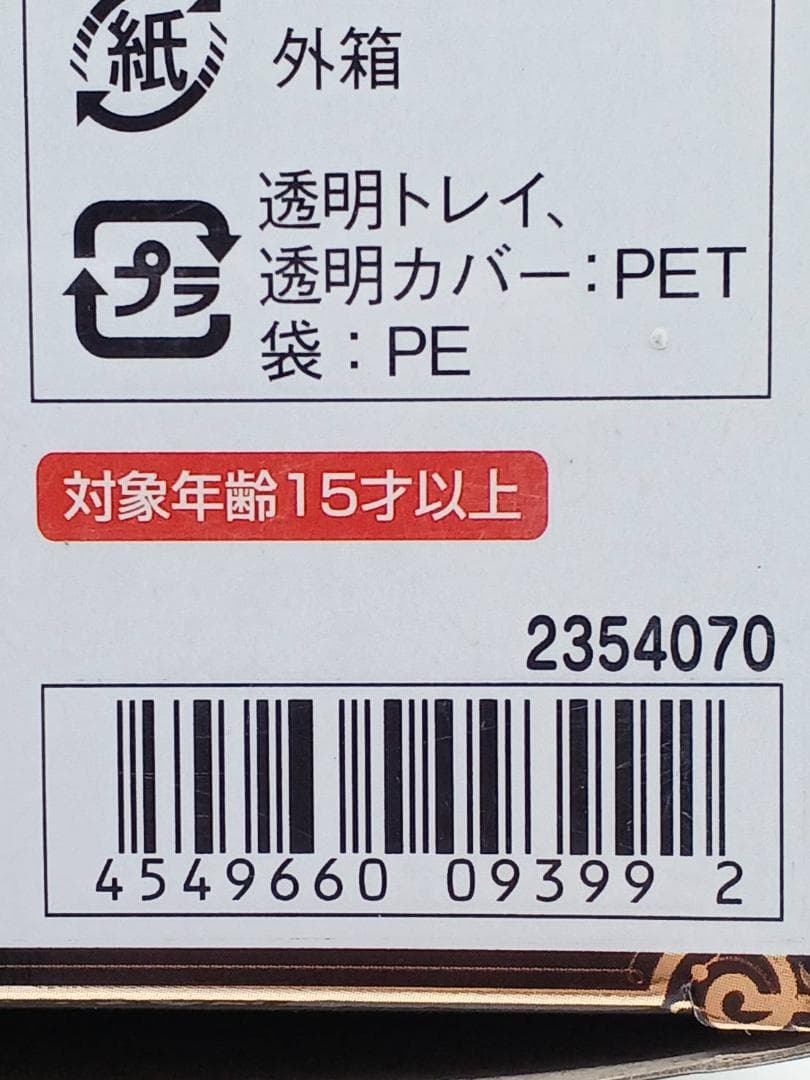 紙 外箱
プラ 透明トレイ、
透明カバー：PET
袋：PE
対象年齢15才以上
2354070
4549660 09399 2